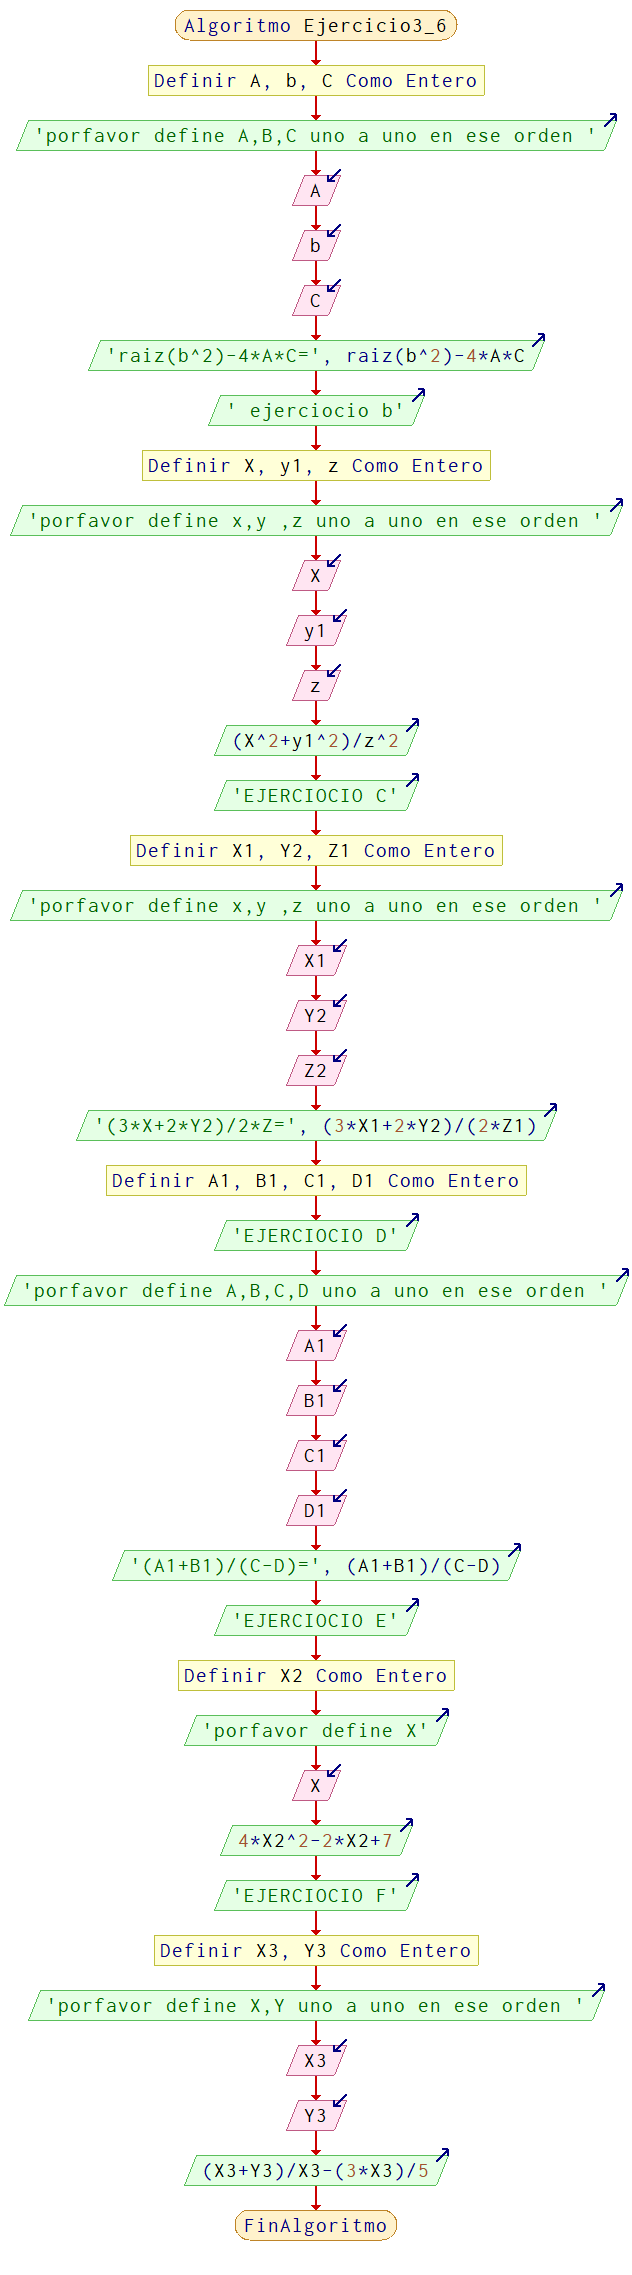 Algoritmo Ejercicio3_6
Definir A, b, C Como Entero
'porfavor define A,B,C uno a uno en ese orden '
A
b
C
'raiz(b^2)-4*A*C=', raiz(b^2)-4*A*C
' ejerciocio b'
Definir X, y1, z Como Entero
'porfavor define x,y ,z uno a uno en ese orden '
X
y1
z
(X^2+y1^2)/z^2
'EJERCIOCIO C'
Definir X1, Y2, Z1 Como Entero
'porfavor define x,y ,z uno a uno en ese orden '
X1
Y2
Z2
'(3*X+2*Y2)/2*Z=', (3*X1+2*Y2)/(2*Z1)
Definir A1, B1, C1, D1 Como Entero
'EJERCIOCIO D'
'porfavor define A,B,C,D uno a uno en ese orden '
A1
B1
C1
D1
'(A1+B1)/(C-D)=', (A1+B1)/(C-D)
'EJERCIOCIO E'
Definir X2 Como Entero
'porfavor define X'
X
4*X2^2-2*X2+7
'EJERCIOCIO F'
Definir X3, Y3 Como Entero
'porfavor define X,Y uno a uno en ese orden '
X3
Y3
(X3+Y3)/X3-(3*X3)/5
FinAlgoritmo